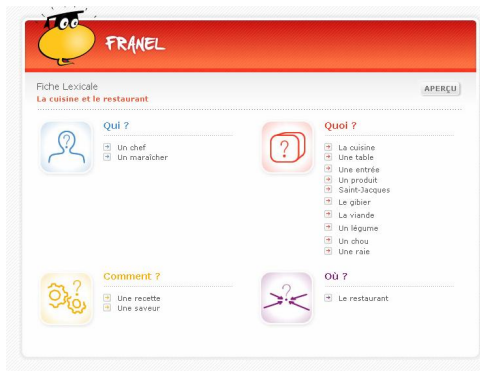 FRANEL
Fiche Lexicale
APERÇU
La cuisine et le restaurant
Qui ?
Un chef
Un maraîcher
Quoi ?
La cuisine
Une table
Une entrée
Un produit
Saint-Jacques
Le gibier
La viande
Un légume
Un chou
Une raie
Comment ?
Une recette
Une saveur
Où ?
Le restaurant